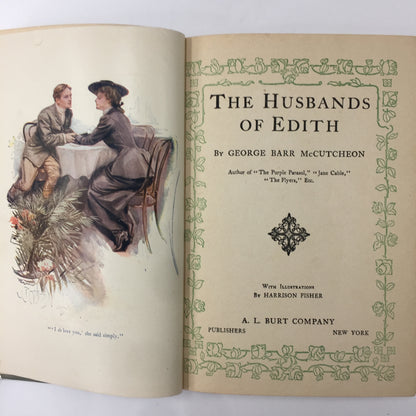 "'I do love you,' she said simply."
THE HUSBANDS
OF EDITH
BY GEORGE BARR McCUTCHEON
Author of "The Purple Parasol," "Jane Cable,"
"The Flyers," Etc.
WITH ILLUSTRATIONS
BY HARRISON FISHER
A. L. BURT COMPANY
PUBLISHERS NEW YORK